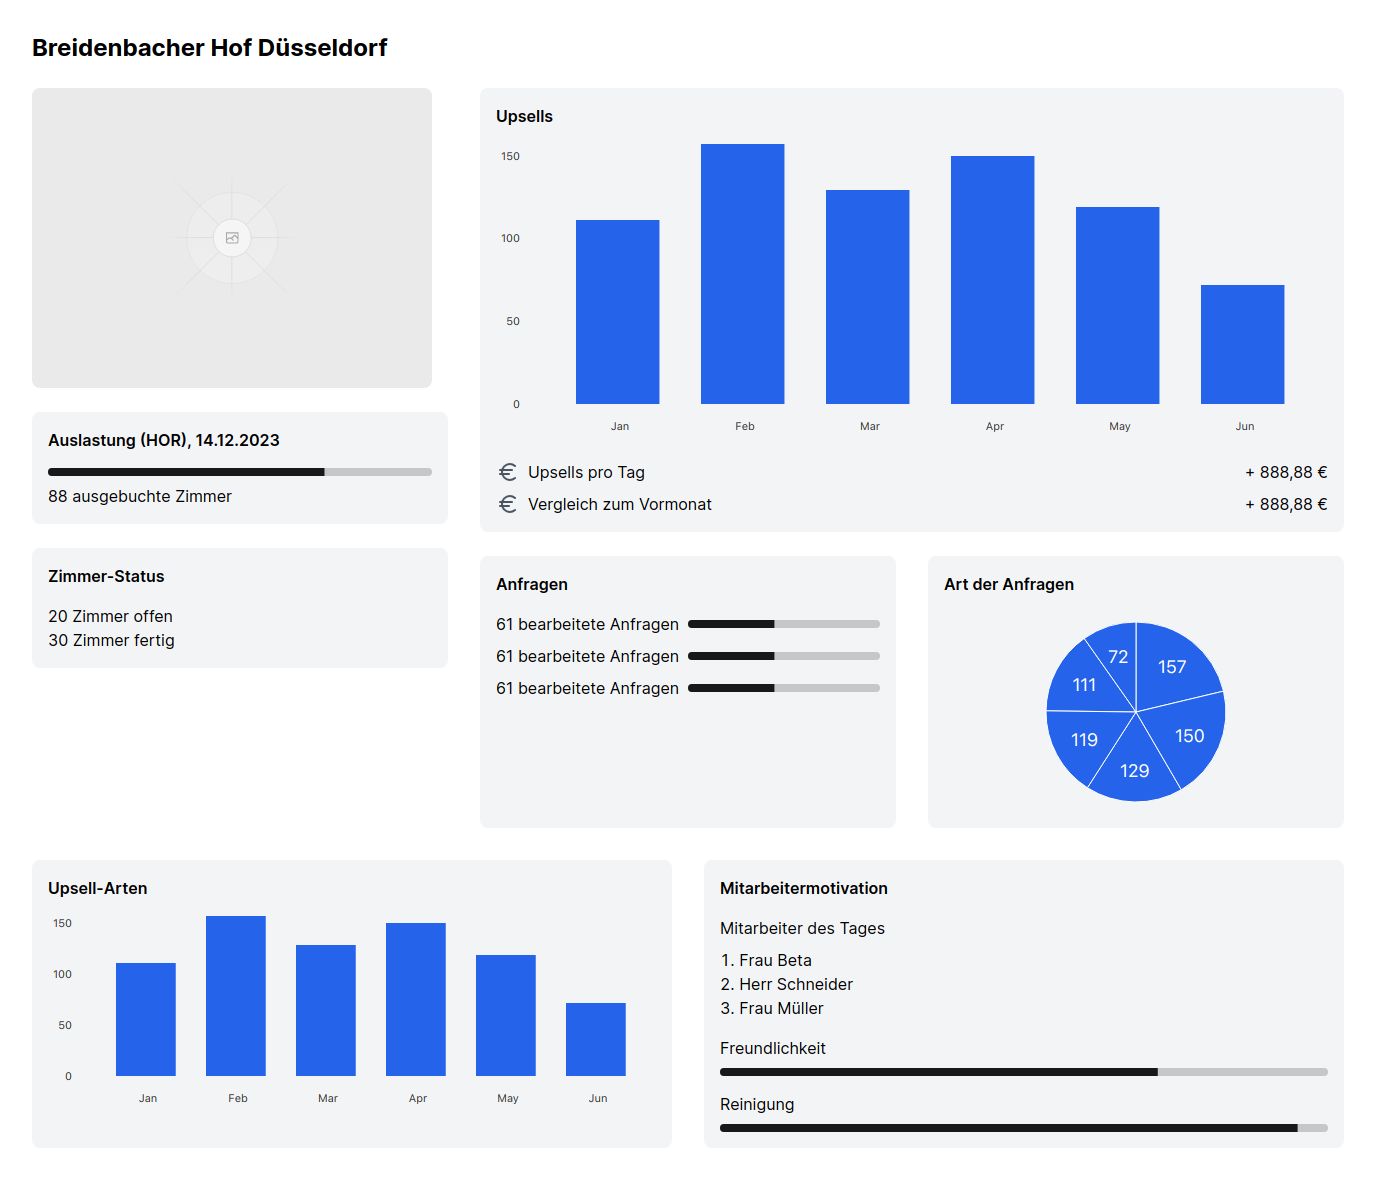 Breidenbacher Hof Düsseldorf
Auslastung (HOR), 14.12.2023
88 ausgebuchte Zimmer
Zimmer-Status
20 Zimmer offen
30 Zimmer fertig
Upsells
150
100
50
0
Jan Feb Mar Apr May Jun
Upsells pro Tag + 888,88 €
Vergleich zum Vormonat + 888,88 €
Anfragen
61 bearbeitete Anfragen
61 bearbeitete Anfragen
61 bearbeitete Anfragen
Art der Anfragen
72 157
111
150
119
129
Upsell-Arten
150
100
50
0
Jan Feb Mar Apr May Jun
Mitarbeitermotivation
Mitarbeiter des Tages
1. Frau Beta
2. Herr Schneider
3. Frau Müller
Freundlichkeit
Reinigung